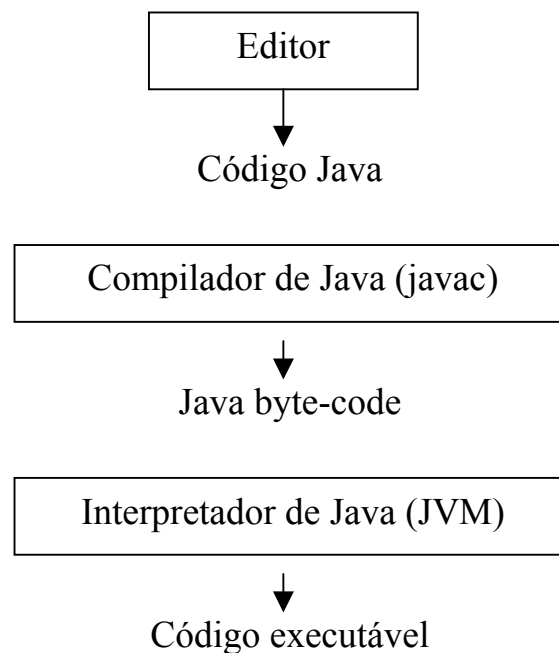 Editor
Código Java
Compilador de Java (javac)
Java byte-code
Interpretador de Java (JVM)
Código executável